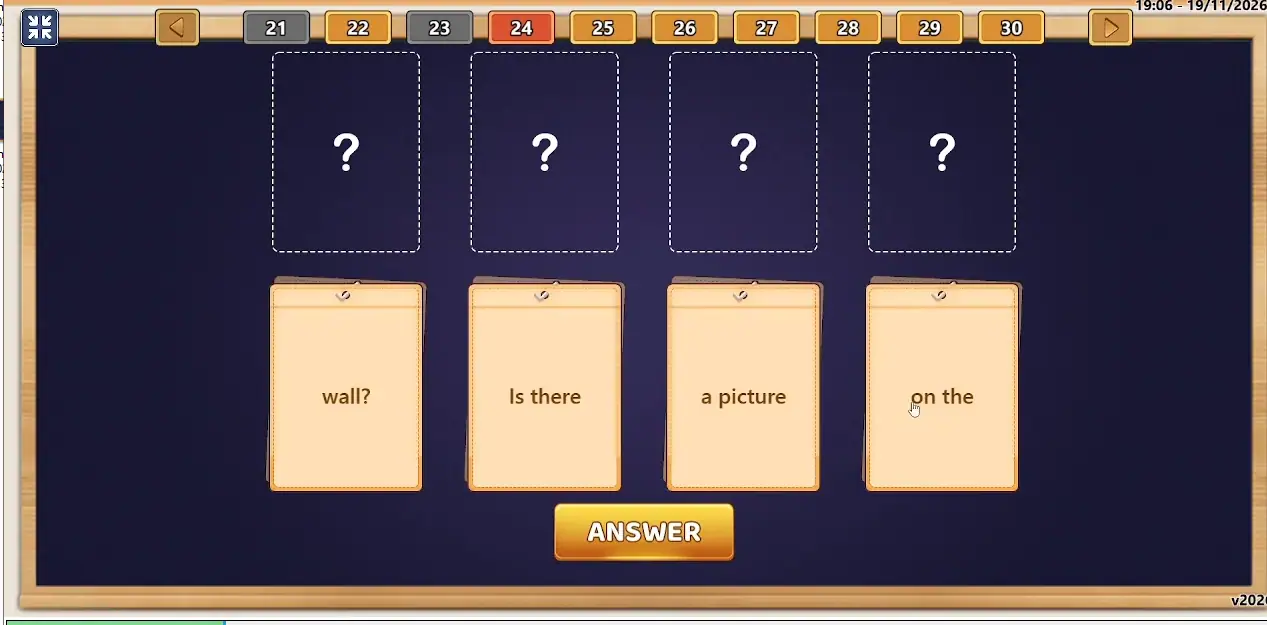 19:06 - 19/11/2026
21 22 23 24 25 26 27 28 29 30
? ? ? ?
wall? Is there a picture on the
ANSWER